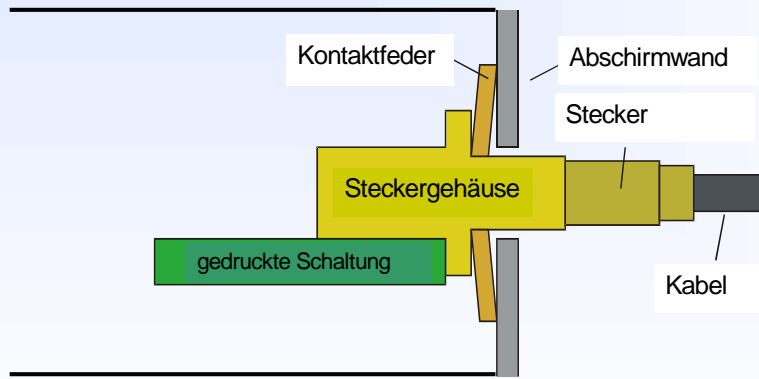 Kontaktfeder
Abschirmwand
Stecker
Steckergehäuse
gedruckte Schaltung
Kabel